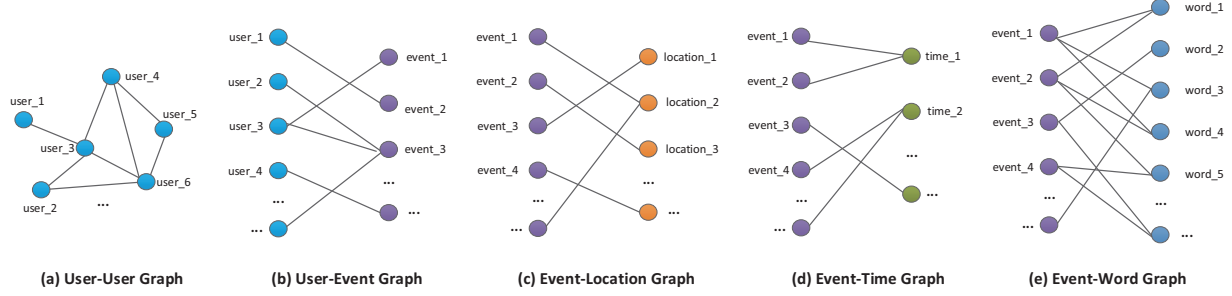 user_1
user_4
user_5
user_3
user_6
user_2
...
(a) User-User Graph
user_1
user_2
user_3
user_4
...
...
event_1
event_2
event_3
...
...
(b) User-Event Graph
event_1
event_2
event_3
event_4
...
...
location_1
location_2
location_3
...
...
(c) Event-Location Graph
event_1
event_2
event_3
event_4
...
...
time_1
time_2
...
...
(d) Event-Time Graph
event_1
event_2
event_3
event_4
...
...
word_1
word_2
word_3
word_4
word_5
...
...
(e) Event-Word Graph